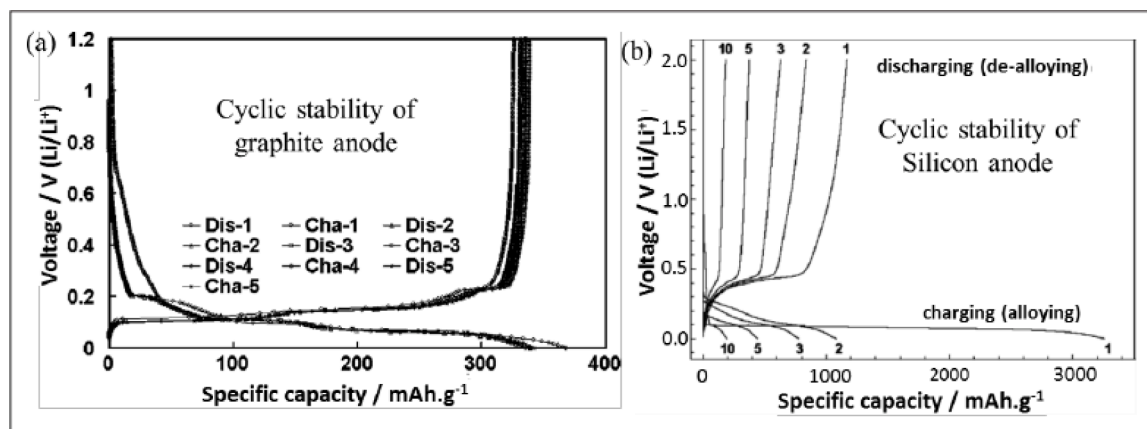 (a)
1.2
1
0.8
0.6
0.4
0.2
0
Voltage / V (Li/Li⁺)
Cyclic stability of
graphite anode
Dis-1 Cha-1 Dis-2
Cha-2 Dis-3 Cha-3
Dis-4 Cha-4 Dis-5
Cha-5
0 100 200 300 400
Specific capacity / mAh.g⁻¹
(b)
2.0
1.5
1.0
0.5
0.0
Voltage / V (Li/Li⁺)
10 5 3 2 1
discharging (de-alloying)
Cyclic stability of
Silicon anode
charging (alloying)
10 5 3 2 1
0 1000 2000 3000
Specific capacity / mAh.g⁻¹